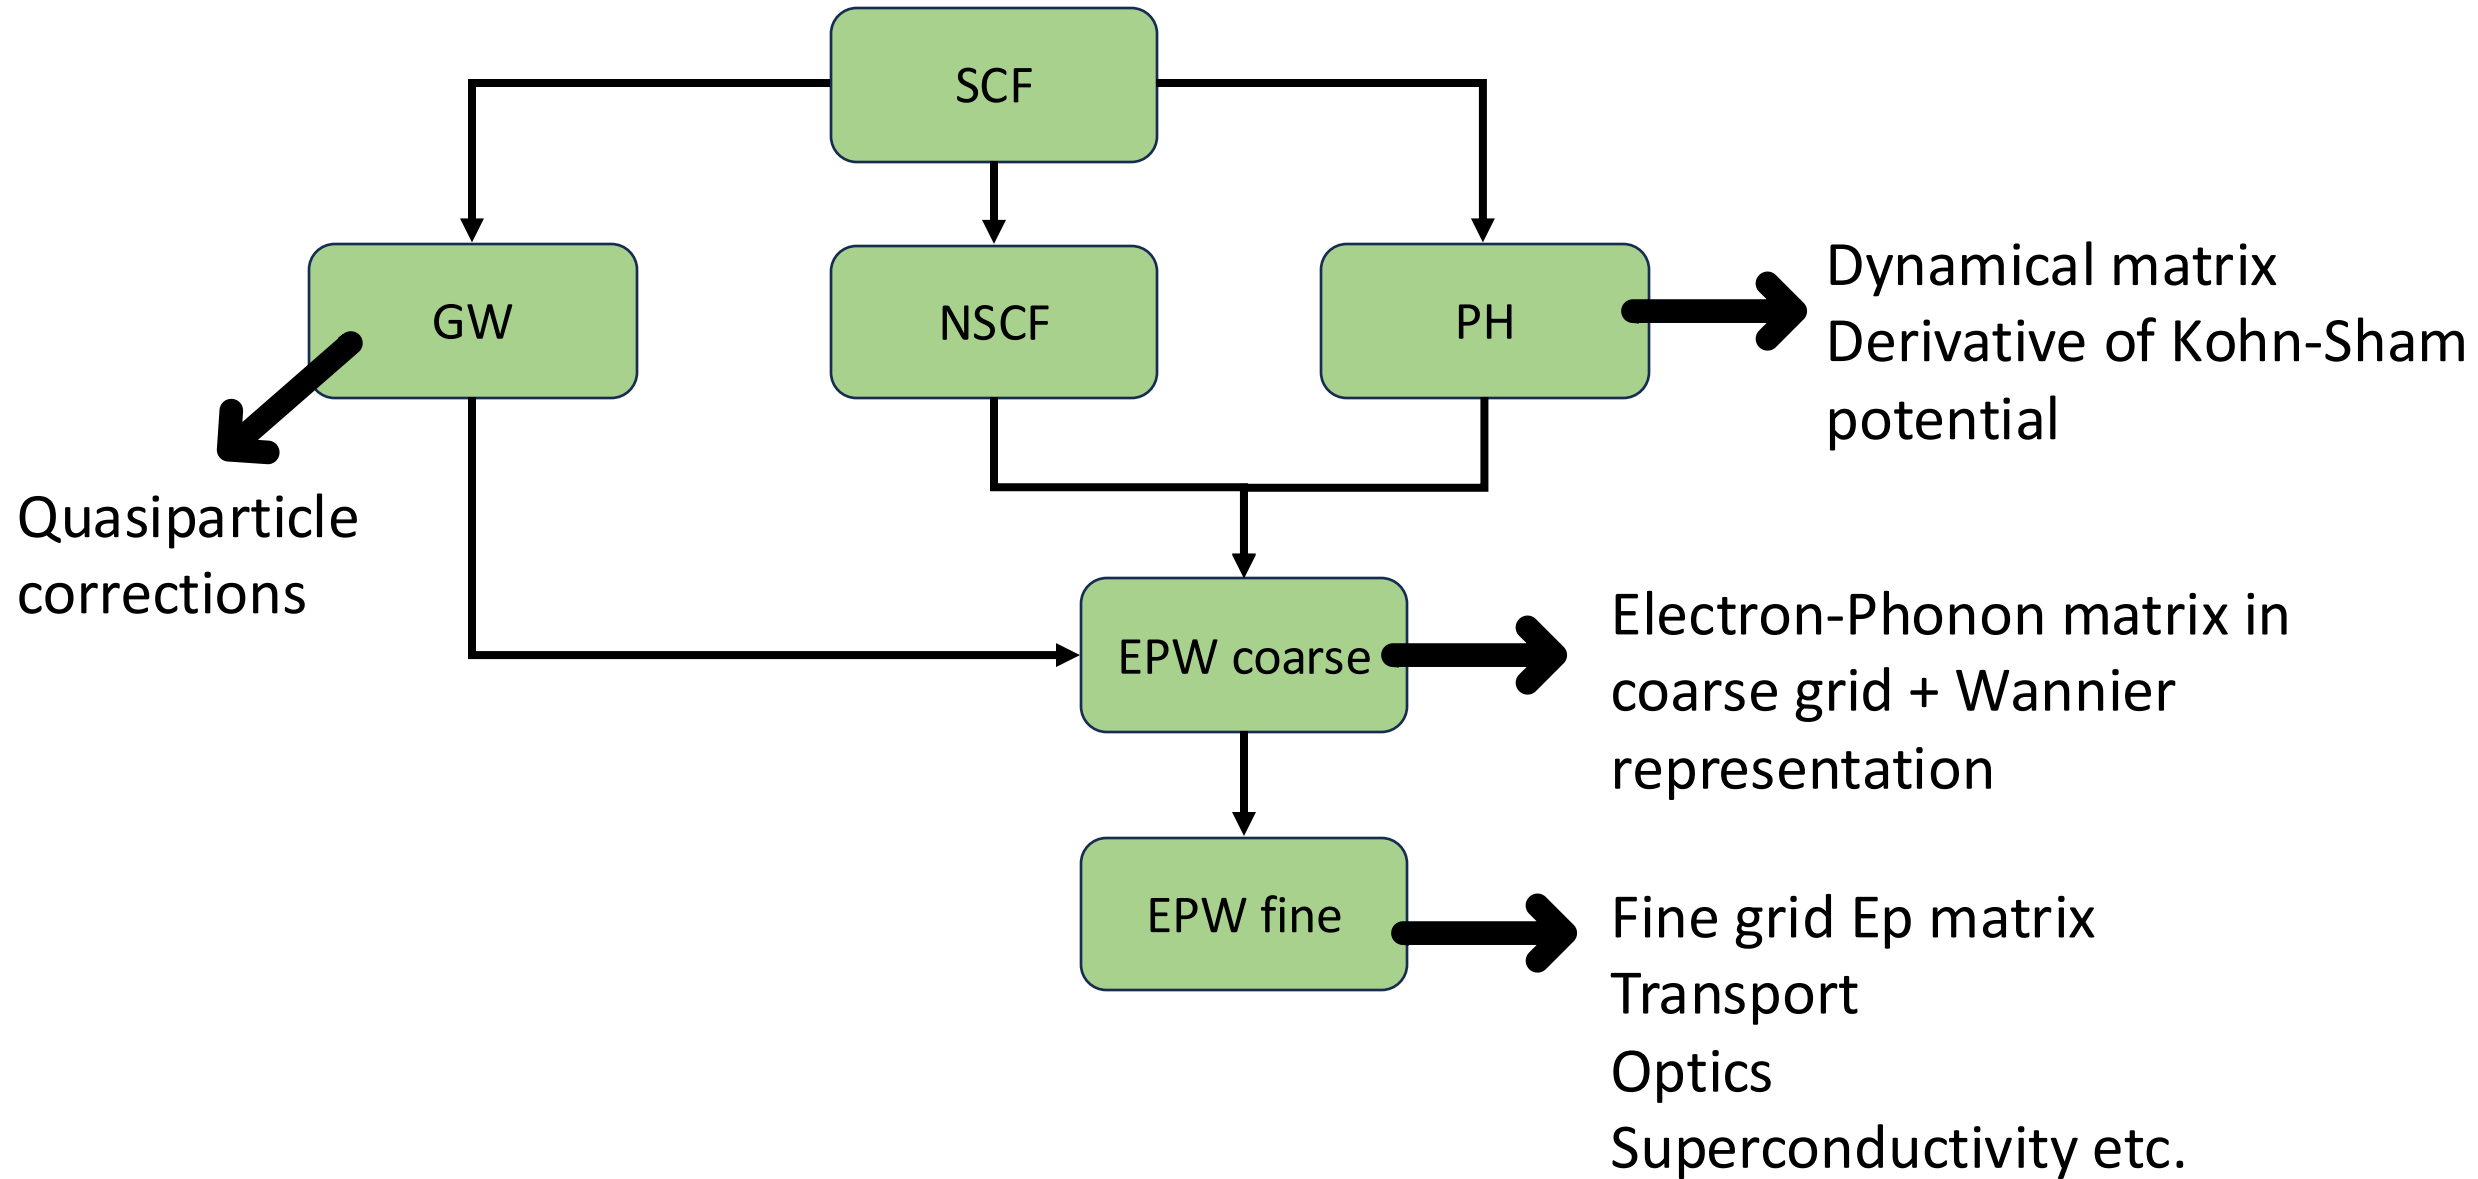 SCF
GW
NSCF
PH
Dynamical matrix
Derivative of Kohn-Sham
potential
Quasiparticle
corrections
EPW coarse
Electron-Phonon matrix in
coarse grid + Wannier
representation
EPW fine
Fine grid Ep matrix
Transport
Optics
Superconductivity etc.